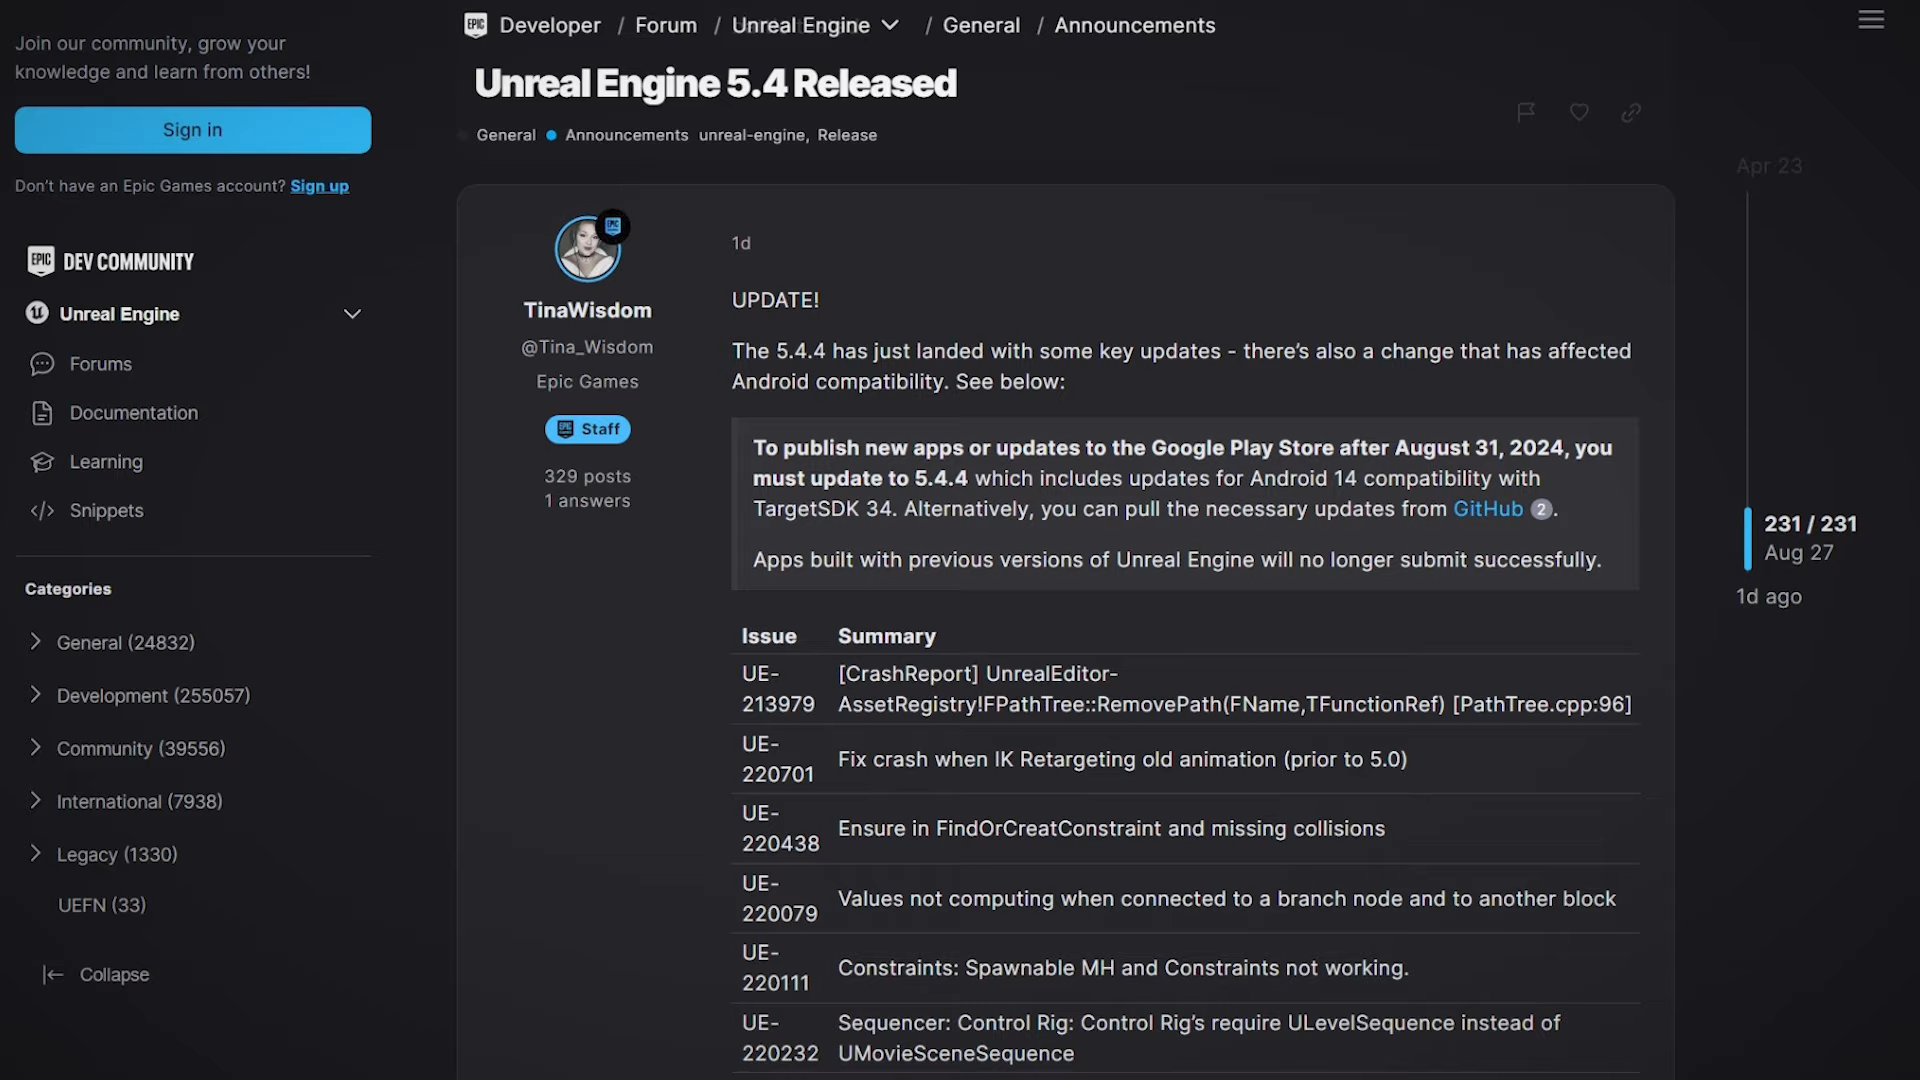 Join our community, grow your
knowledge and learn from others!
Sign in
Don't have an Epic Games account? Sign up
EPIC DEV COMMUNITY
Unreal Engine
Forums
Documentation
Learning
Snippets
Categories
General (24832)
Development (255057)
Community (39556)
International (7938)
Legacy (1330)
UEFN (33)
Collapse
EPIC Developer / Forum / Unreal Engine / General / Announcements
Unreal Engine 5.4 Released
General Announcements unreal-engine, Release
EPIC
TinaWisdom
@Tina_Wisdom
Epic Games
Staff
329 posts
1 answers
1d
UPDATE!
The 5.4.4 has just landed with some key updates - there's also a change that has affected
Android compatibility. See below:
To publish new apps or updates to the Google Play Store after August 31, 2024, you
must update to 5.4.4 which includes updates for Android 14 compatibility with
TargetSDK 34. Alternatively, you can pull the necessary updates from GitHub 2.
Apps built with previous versions of Unreal Engine will no longer submit successfully.
Issue Summary
UE-
213979
[CrashReport] UnrealEditor-
AssetRegistry!FPathTree::RemovePath(FName,TFunctionRef) [PathTree.cpp:96]
UE-
220701
Fix crash when IK Retargeting old animation (prior to 5.0)
UE-
220438
Ensure in FindOrCreatConstraint and missing collisions
UE-
220079
Values not computing when connected to a branch node and to another block
UE-
220111
Constraints: Spawnable MH and Constraints not working.
UE-
220232
Sequencer: Control Rig: Control Rig's require ULevelSequence instead of
UMovieSceneSequence
Apr 23
231 / 231
Aug 27
1d ago